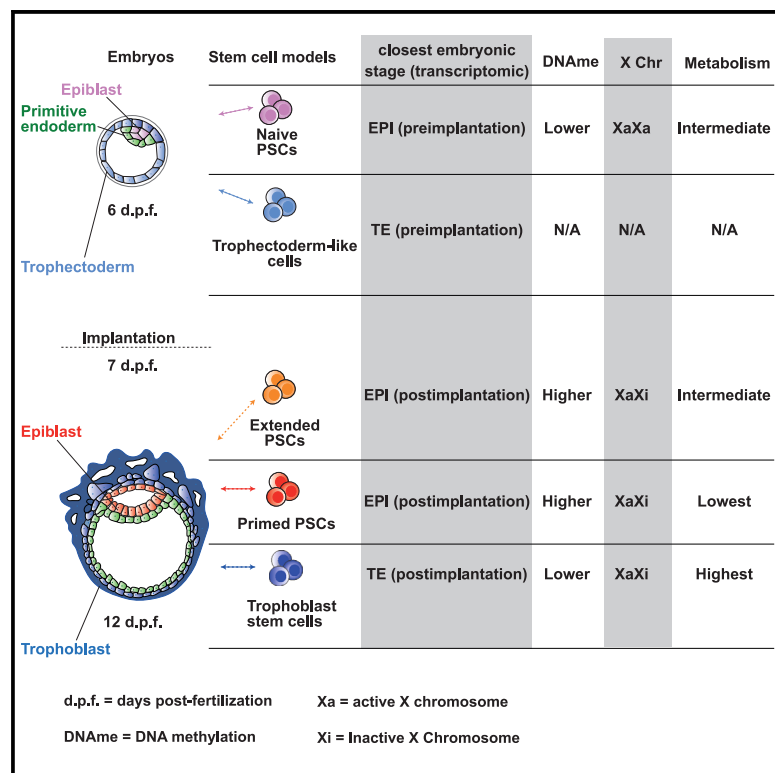 Embryos
Stem cell models
closest embryonic
stage (transcriptomic)
DNAme
X Chr
Metabolism
Epiblast
Primitive
endoderm
6 d.p.f.
Trophectoderm
Naive
PSCs
EPI (preimplantation)
Lower
XaXa
Intermediate
Trophectoderm-like
cells
TE (preimplantation)
N/A
N/A
N/A
Implantation
7 d.p.f.
Extended
PSCs
EPI (postimplantation)
Higher
XaXi
Intermediate
Epiblast
Primed PSCs
EPI (postimplantation)
Higher
XaXi
Lowest
Trophoblast
stem cells
TE (postimplantation)
Lower
XaXi
Highest
12 d.p.f.
Trophoblast
d.p.f. = days post-fertilization
Xa = active X chromosome
DNAme = DNA methylation
Xi = Inactive X Chromosome